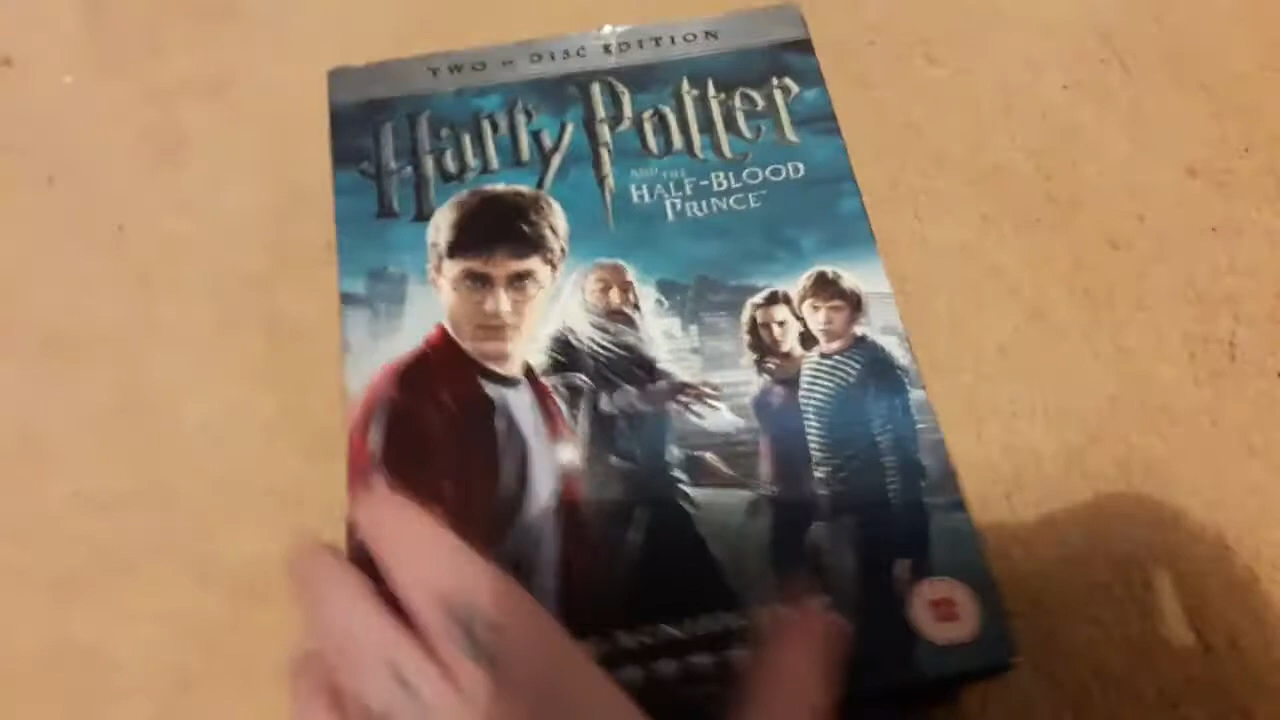 TWO - DISC EDITION
Harry Potter
AND THE
HALF-BLOOD
PRINCE